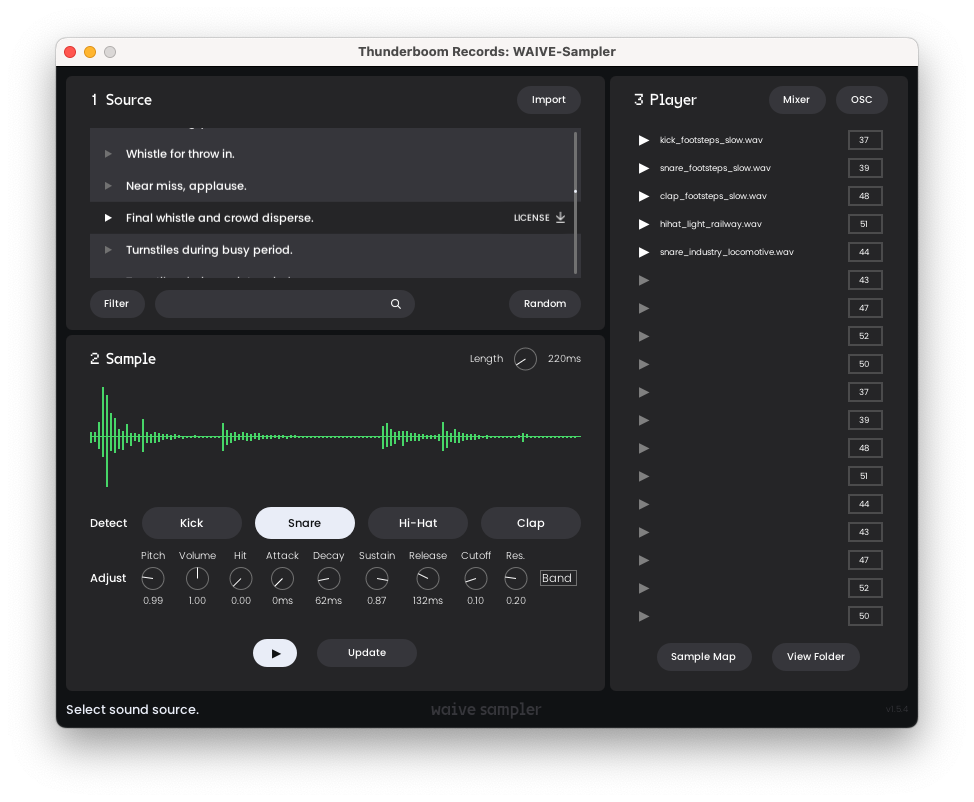 Thunderboom Records: WAIVE-Sampler
1 Source
Import
Whistle for throw in.
Near miss, applause.
Final whistle and crowd disperse.
LICENSE
Turnstiles during busy period.
Filter
Random
2 Sample
Length
220ms
Detect
Kick
Snare
Hi-Hat
Clap
Pitch Volume Hit Attack Decay Sustain Release Cutoff Res.
Adjust
Band
0.99 1.00 0.00 0ms 62ms 0.87 132ms 0.10 0.20
Update
3 Player
Mixer
OSC
kick_footsteps_slow.wav 37
snare_footsteps_slow.wav 39
clap_footsteps_slow.wav 48
hihat_light_railway.wav 51
snare_industry_locomotive.wav 44
43
47
52
50
37
39
48
51
44
43
47
52
50
Sample Map
View Folder
Select sound source.
waive sampler
v1.5.4